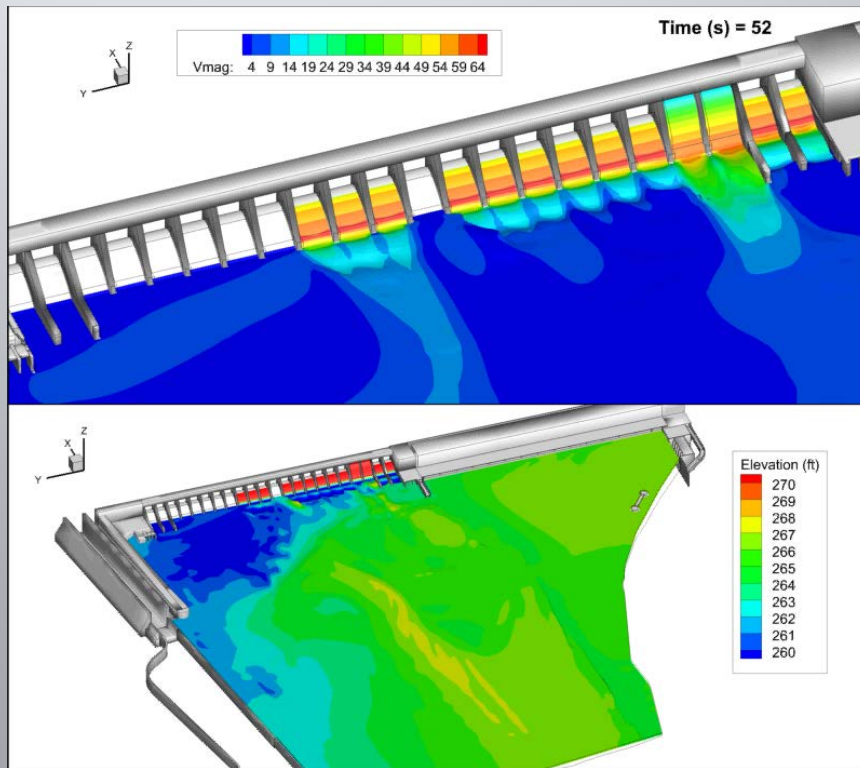 Time (s) = 52
Vmag: 4 9 14 19 24 29 34 39 44 49 54 59 64
X
Z
Y
X
Z
Y
Elevation (ft)
270
269
268
267
266
265
264
263
262
261
260